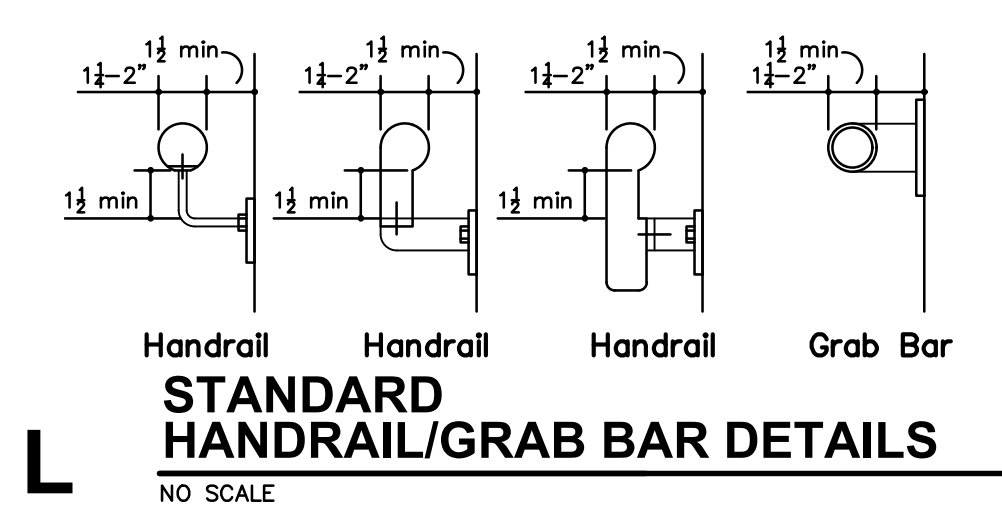 1½ min 1½ min 1½ min 1½ min
1¼-2" 1¼-2" 1¼-2" 1¼-2"
1½ min 1½ min 1½ min
Handrail Handrail Handrail Grab Bar
STANDARD
L HANDRAIL/GRAB BAR DETAILS
NO SCALE